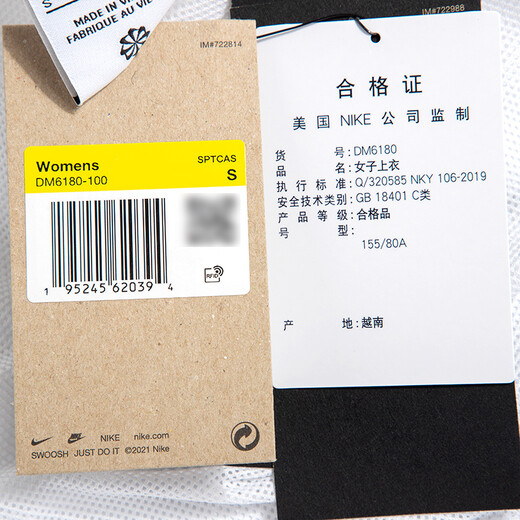 S
MADE IN V
FABRIQUE AU VIE
IM#722814
IM#722988
Womens
DM6180-100
SPTCAS
S
1 95245 62039 4
RFID
NIKE
nike.com
SWOOSH JUST DO IT ©2021 Nike
合格证
美国 NIKE 公司监制
货 号: DM6180
品 名: 女子上衣
执行标准: Q/320585 NKY 106-2019
安全技术类别: GB 18401 C类
产品等级: 合格品
号 型:
155/80A
产 地: 越南